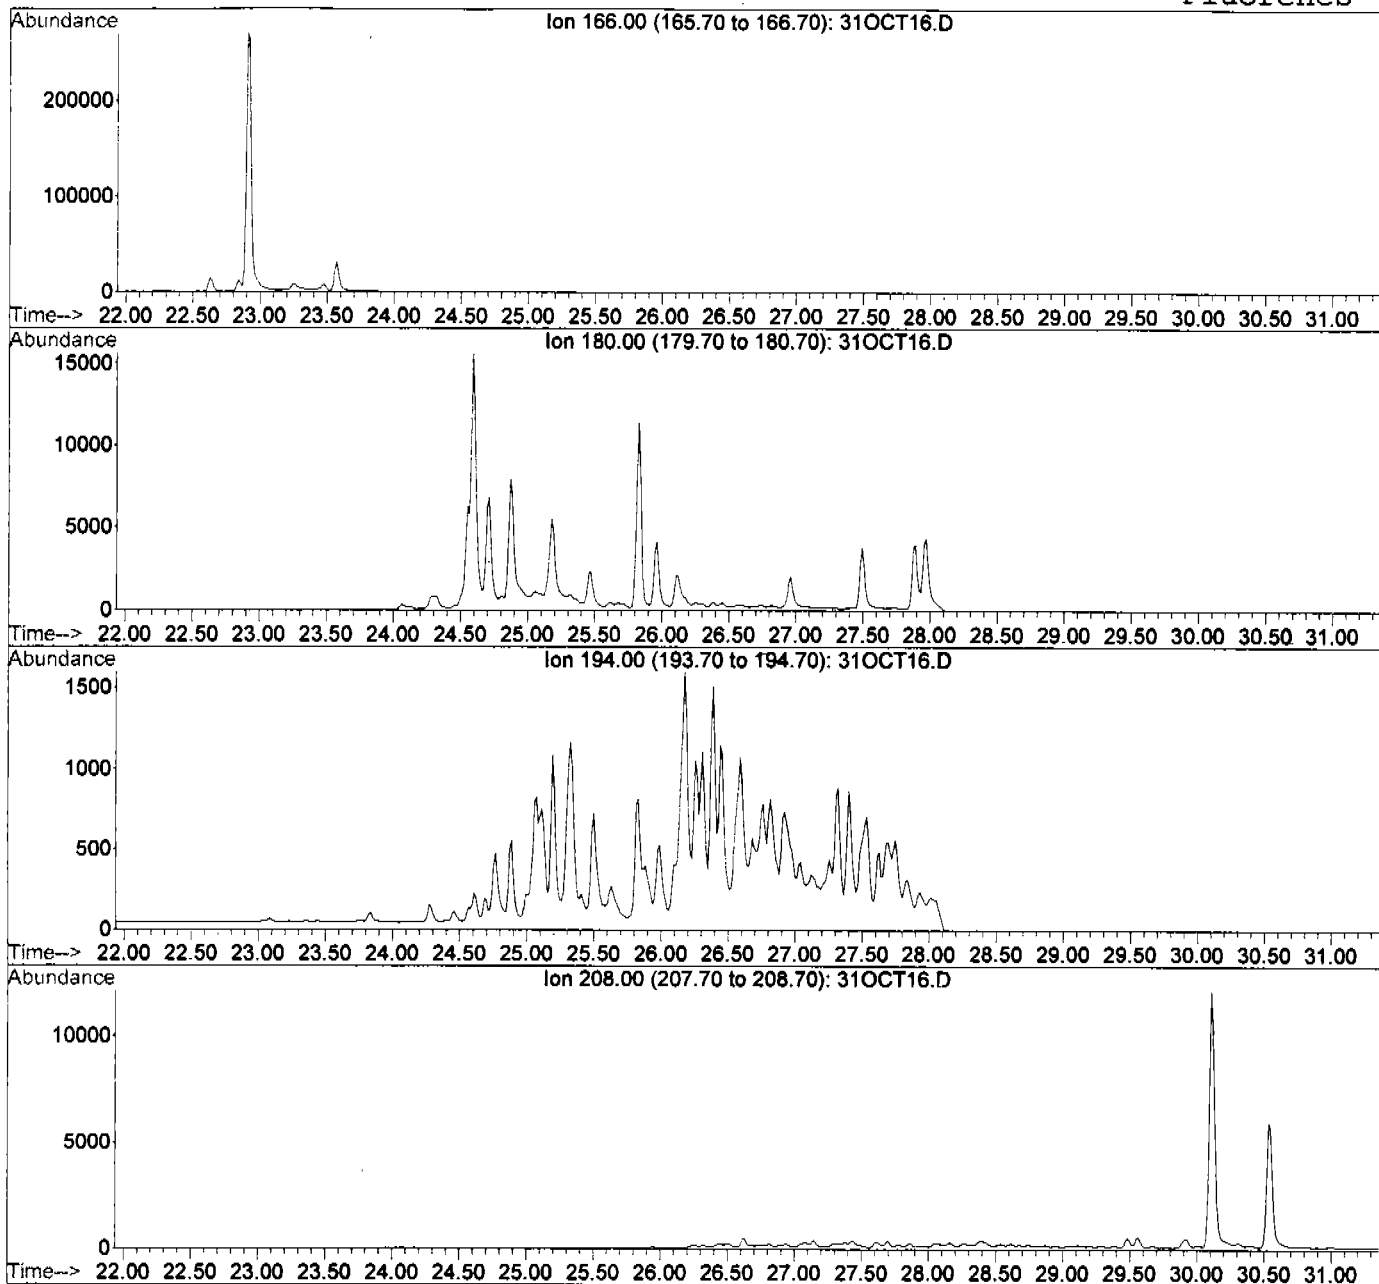 Fluorenes
Abundance
Ion 166.00 (165.70 to 166.70): 31OCT16.D
200000
100000
0
Time--> 22.00 22.50 23.00 23.50 24.00 24.50 25.00 25.50 26.00 26.50 27.00 27.50 28.00 28.50 29.00 29.50 30.00 30.50 31.00
Abundance
Ion 180.00 (179.70 to 180.70): 31OCT16.D
15000
10000
5000
0
Time--> 22.00 22.50 23.00 23.50 24.00 24.50 25.00 25.50 26.00 26.50 27.00 27.50 28.00 28.50 29.00 29.50 30.00 30.50 31.00
Abundance
Ion 194.00 (193.70 to 194.70): 31OCT16.D
1500
1000
500
0
Time--> 22.00 22.50 23.00 23.50 24.00 24.50 25.00 25.50 26.00 26.50 27.00 27.50 28.00 28.50 29.00 29.50 30.00 30.50 31.00
Abundance
Ion 208.00 (207.70 to 208.70): 31OCT16.D
10000
5000
0
Time--> 22.00 22.50 23.00 23.50 24.00 24.50 25.00 25.50 26.00 26.50 27.00 27.50 28.00 28.50 29.00 29.50 30.00 30.50 31.00